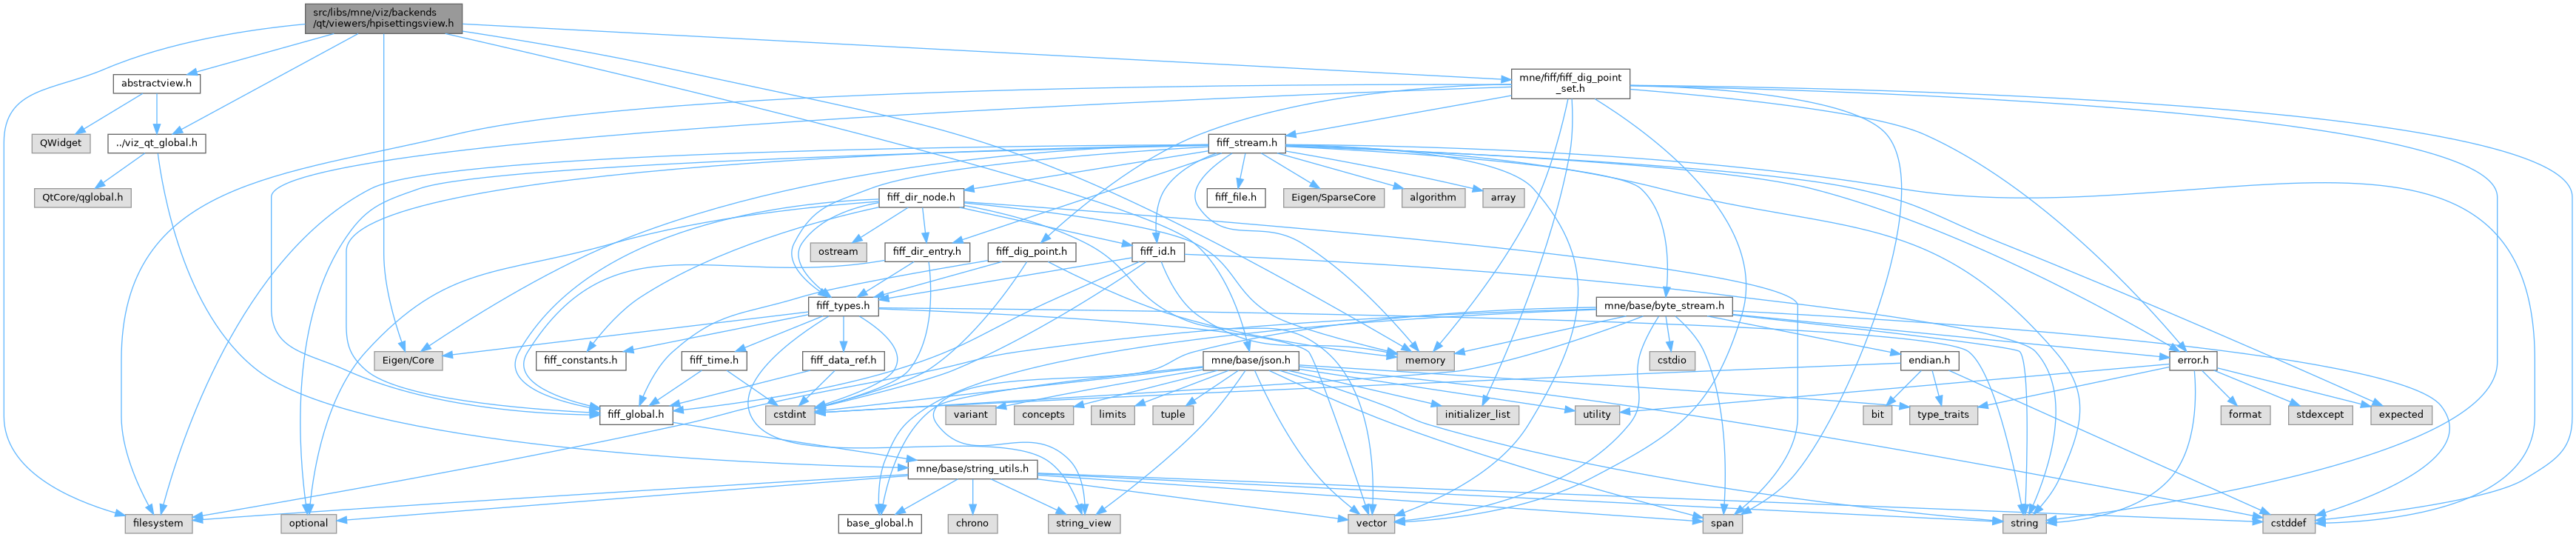 src/libs/mne/viz/backends
/qt/viewers/hpisettingsview.h
abstractview.h
mne/fiff/fiff_dig_point
_set.h
QWidget
../viz_qt_global.h
fiff_stream.h
QtCore/qglobal.h
fiff_dir_node.h
fiff_file.h
Eigen/SparseCore
algorithm
array
ostream
fiff_dir_entry.h
fiff_dig_point.h
fiff_id.h
fiff_types.h
mne/base/byte_stream.h
Eigen/Core
fiff_constants.h
fiff_time.h
fiff_data_ref.h
mne/base/json.h
memory
cstdio
endian.h
error.h
fiff_global.h
cstdint
variant
concepts
limits
tuple
initializer_list
utility
bit
type_traits
format
stdexcept
expected
mne/base/string_utils.h
filesystem
optional
base_global.h
chrono
string_view
vector
span
string
cstddef